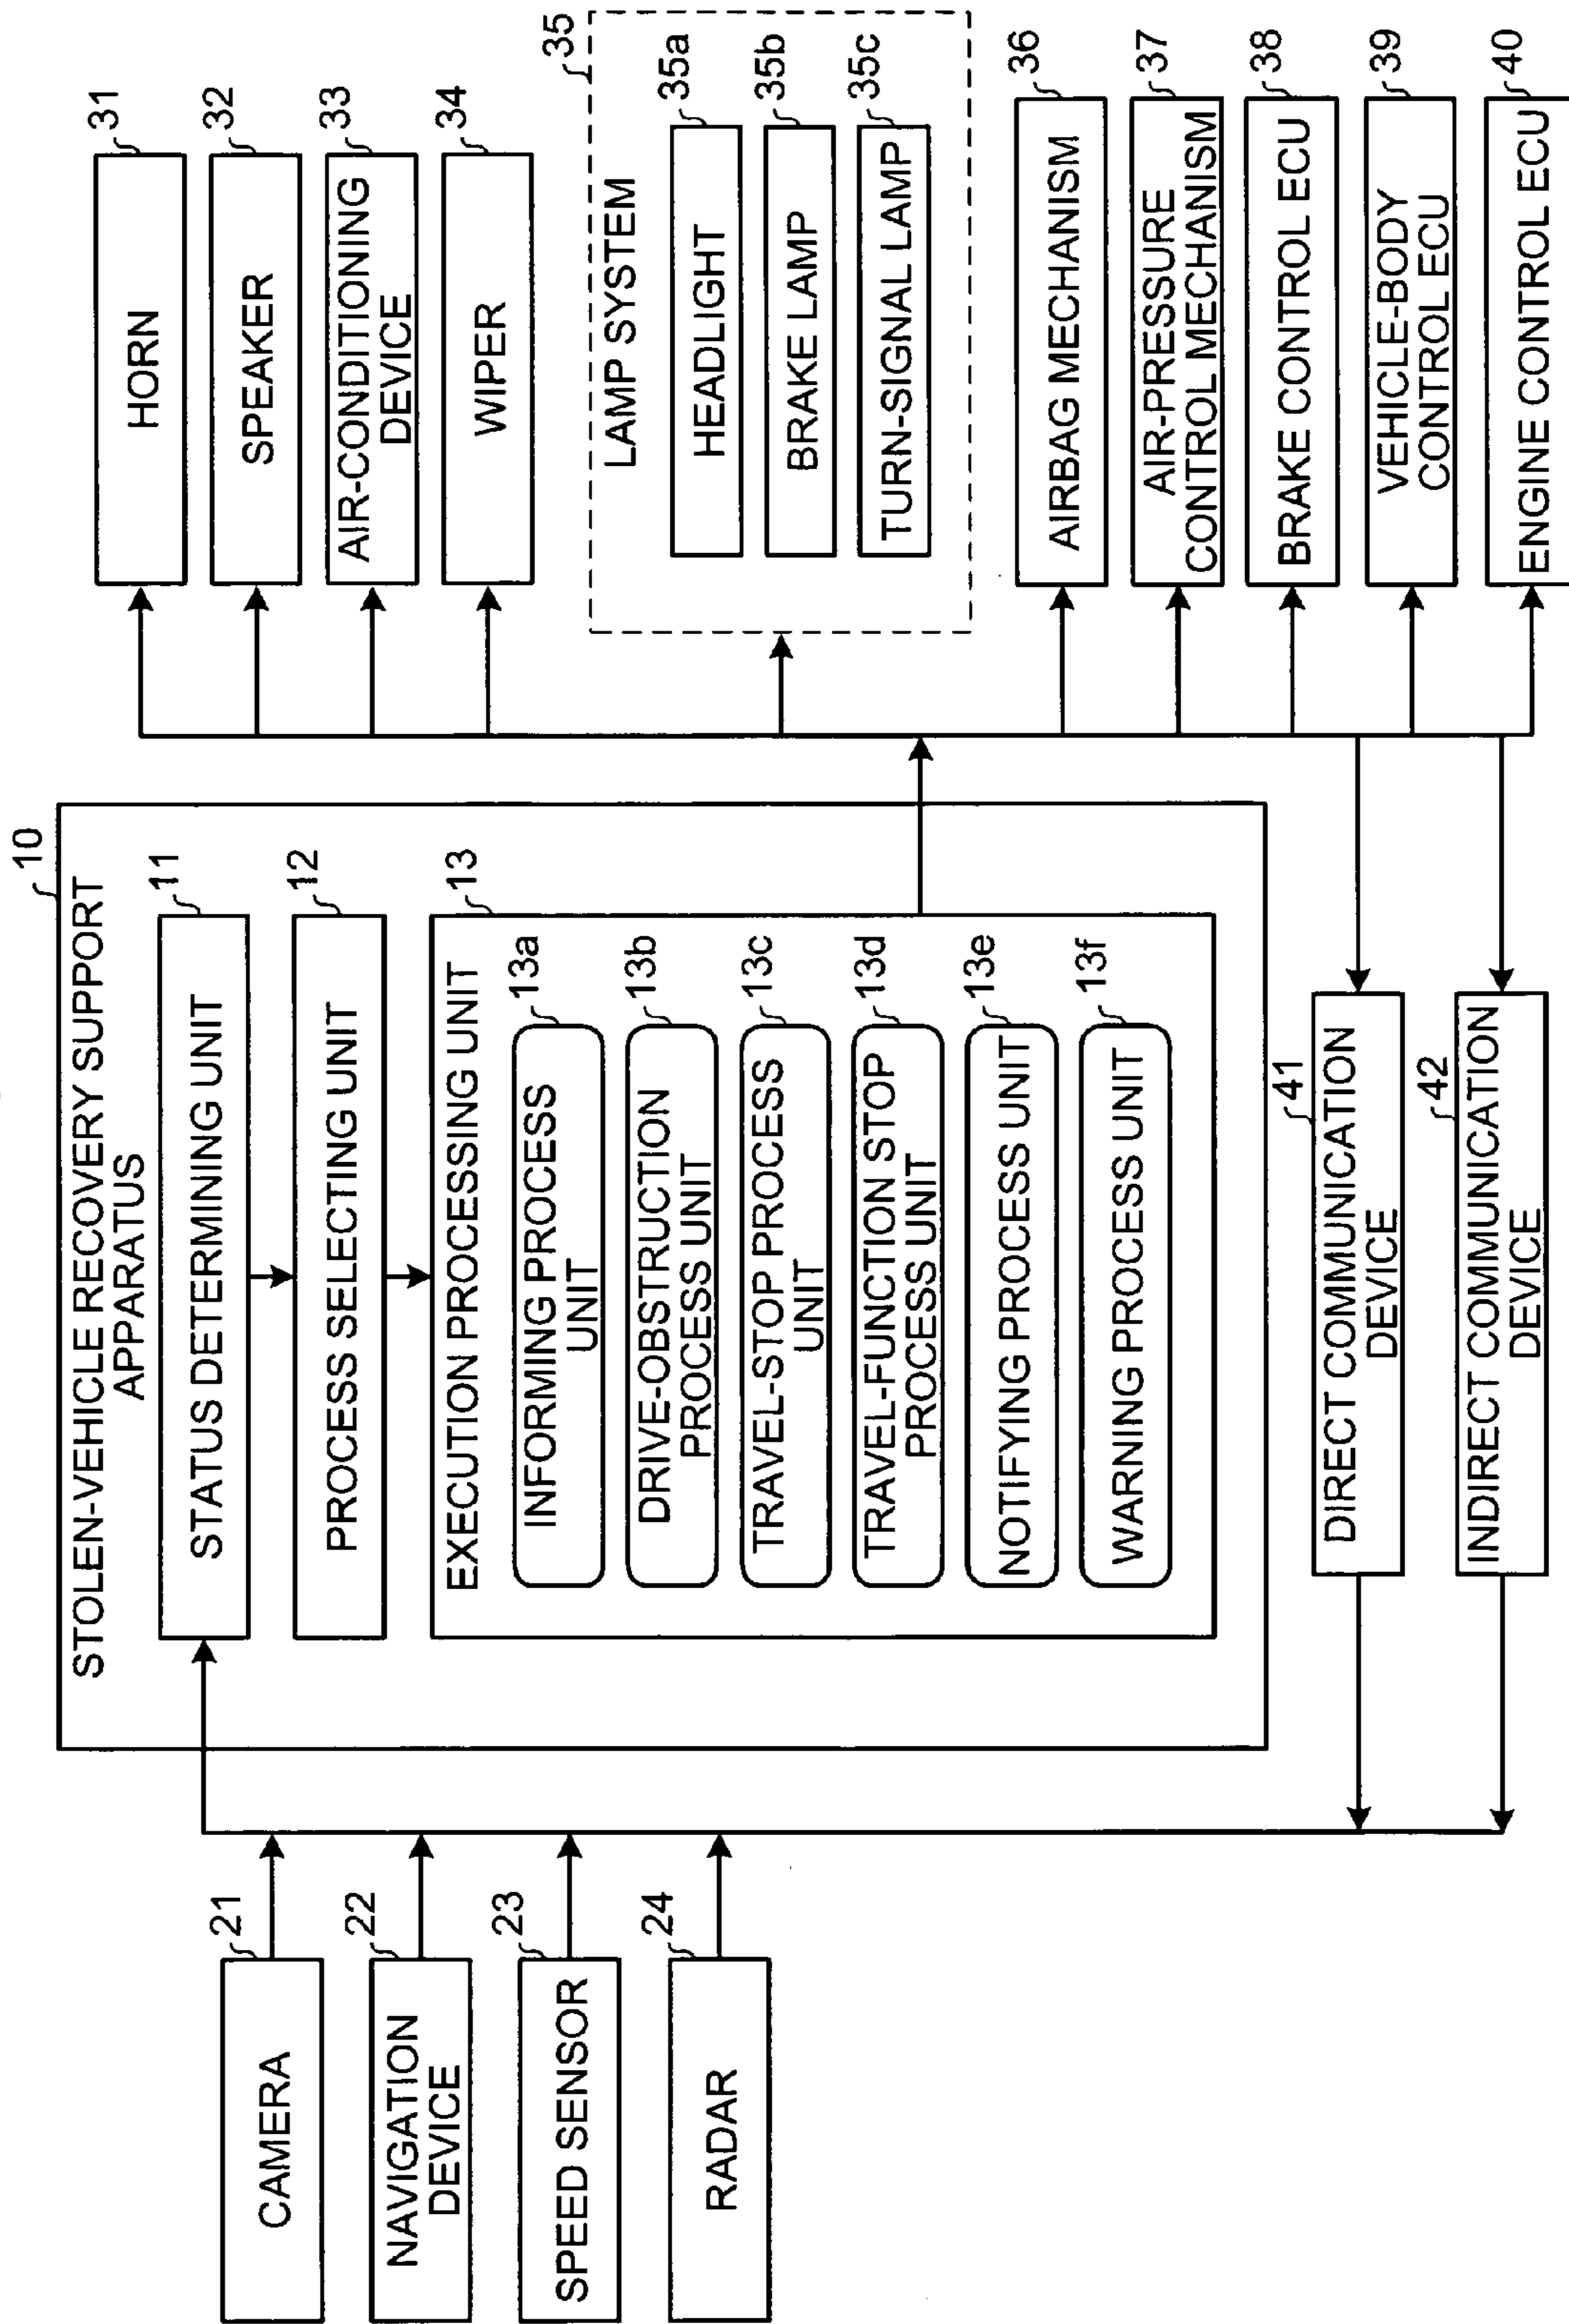 10
STOLEN-VEHICLE RECOVERY SUPPORT
APPARATUS
11
STATUS DETERMINING UNIT
12
PROCESS SELECTING UNIT
13
EXECUTION PROCESSING UNIT
13a
INFORMING PROCESS
UNIT
13b
DRIVE-OBSTRUCTION
PROCESS UNIT
13c
TRAVEL-STOP PROCESS
UNIT
13d
TRAVEL-FUNCTION STOP
PROCESS UNIT
13e
NOTIFYING PROCESS UNIT
13f
WARNING PROCESS UNIT
21
CAMERA
22
NAVIGATION
DEVICE
23
SPEED SENSOR
24
RADAR
31
HORN
32
SPEAKER
33
AIR-CONDITIONING
DEVICE
34
WIPER
35
LAMP SYSTEM
35a
HEADLIGHT
35b
BRAKE LAMP
35c
TURN-SIGNAL LAMP
36
AIRBAG MECHANISM
37
AIR-PRESSURE
CONTROL MECHANISM
38
BRAKE CONTROL ECU
39
VEHICLE-BODY
CONTROL ECU
40
ENGINE CONTROL ECU
41
DIRECT COMMUNICATION
DEVICE
42
INDIRECT COMMUNICATION
DEVICE